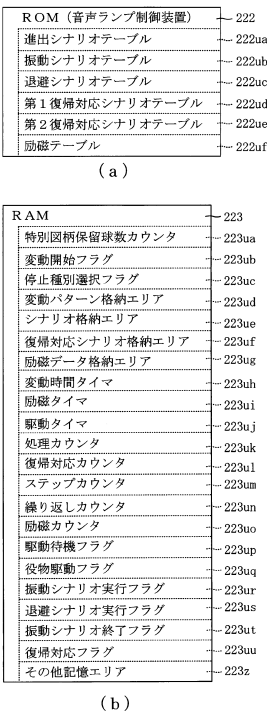 ROM（音声ランプ制御装置） 222
進出シナリオテーブル 222ua
振動シナリオテーブル 222ub
退避シナリオテーブル 222uc
第１復帰対応シナリオテーブル 222ud
第２復帰対応シナリオテーブル 222ue
励磁テーブル 222uf
(a)
RAM 223
特別図柄保留球数カウンタ 223ua
変動開始フラグ 223ub
停止種別選択フラグ 223uc
変動パターン格納エリア 223ud
シナリオ格納エリア 223ue
復帰対応シナリオ格納エリア 223uf
励磁データ格納エリア 223ug
変動時間タイマ 223uh
励磁タイマ 223ui
駆動タイマ 223uj
処理カウンタ 223uk
復帰対応カウンタ 223ul
ステップカウンタ 223um
繰り返しカウンタ 223un
励磁カウンタ 223uo
駆動待機フラグ 223up
役物駆動フラグ 223uq
振動シナリオ実行フラグ 223ur
退避シナリオ実行フラグ 223us
振動シナリオ終了フラグ 223ut
復帰対応フラグ 223uu
その他記憶エリア 223z
(b)